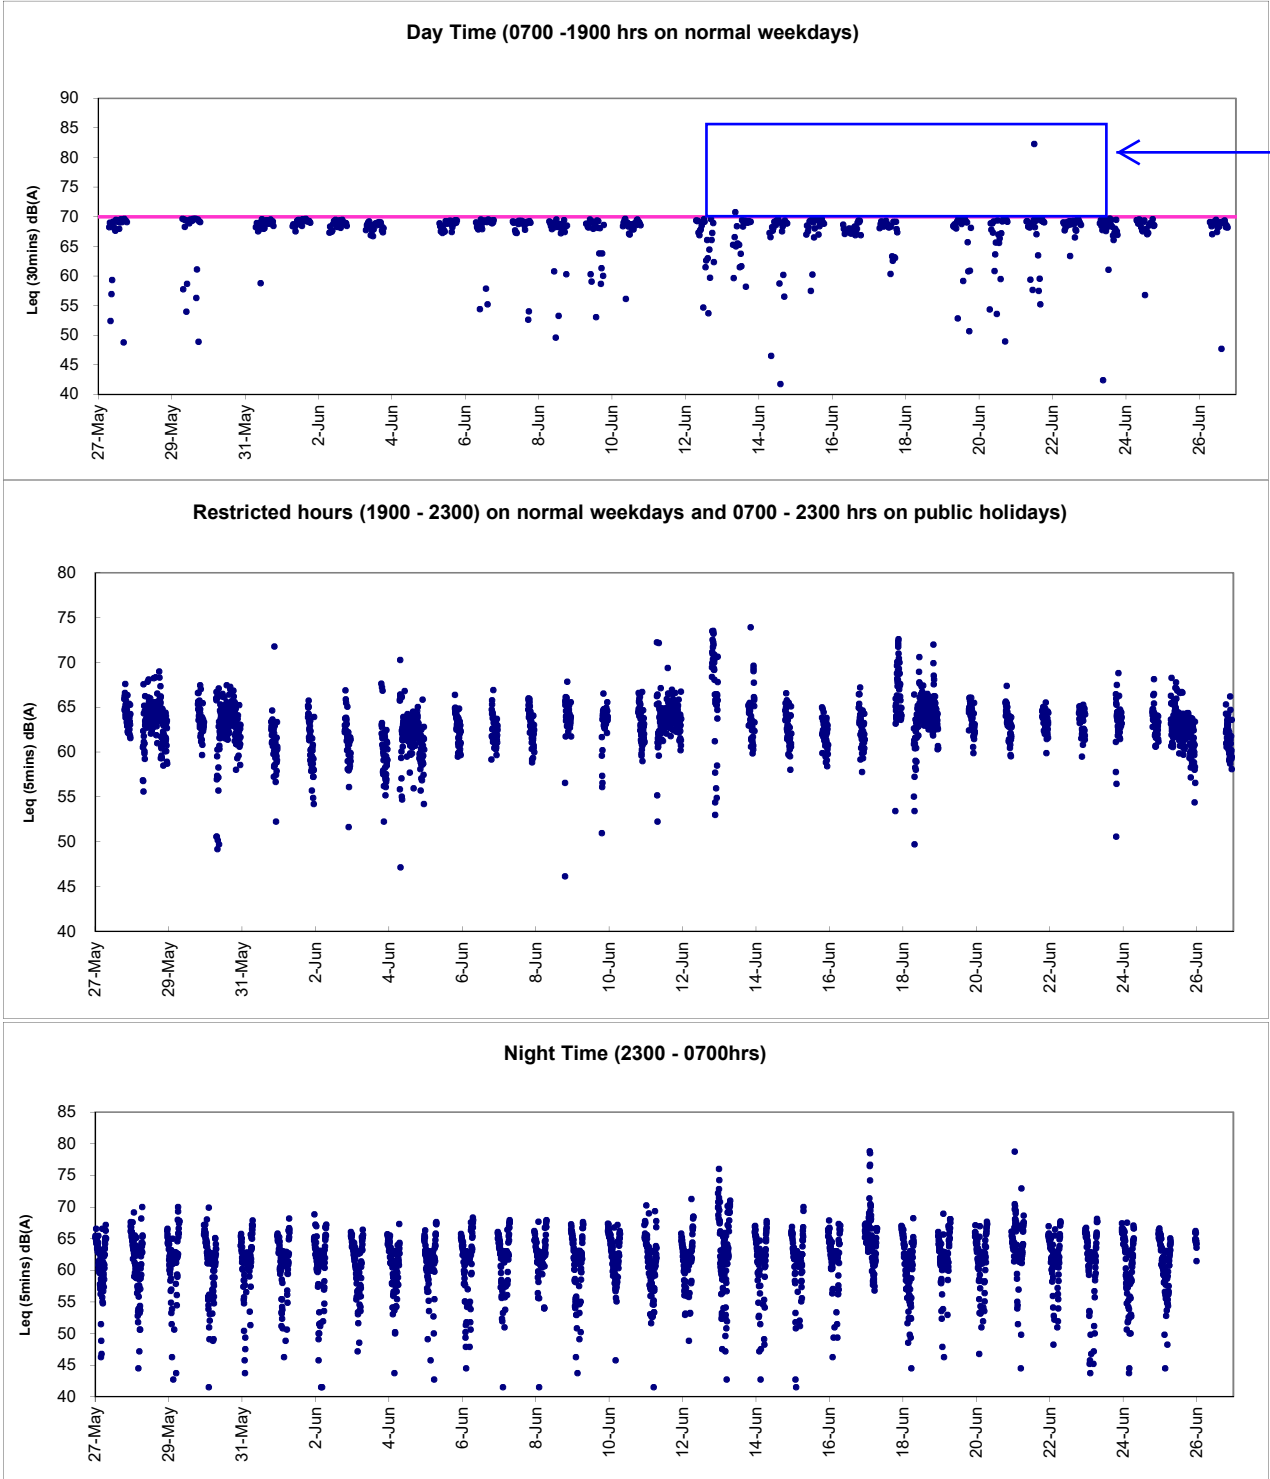 Day Time (0700 -1900 hrs on normal weekdays)
Leq (30mins) dB(A)
90
85
80
75
70
65
60
55
50
45
40
27-May
29-May
31-May
2-Jun
4-Jun
6-Jun
8-Jun
10-Jun
12-Jun
14-Jun
16-Jun
18-Jun
20-Jun
22-Jun
24-Jun
26-Jun
Restricted hours (1900 - 2300) on normal weekdays and 0700 - 2300 hrs on public holidays)
Leq (5mins) dB(A)
80
75
70
65
60
55
50
45
40
27-May
29-May
31-May
2-Jun
4-Jun
6-Jun
8-Jun
10-Jun
12-Jun
14-Jun
16-Jun
18-Jun
20-Jun
22-Jun
24-Jun
26-Jun
Night Time (2300 - 0700hrs)
Leq (5mins) dB(A)
85
80
75
70
65
60
55
50
45
40
27-May
29-May
31-May
2-Jun
4-Jun
6-Jun
8-Jun
10-Jun
12-Jun
14-Jun
16-Jun
18-Jun
20-Jun
22-Jun
24-Jun
26-Jun